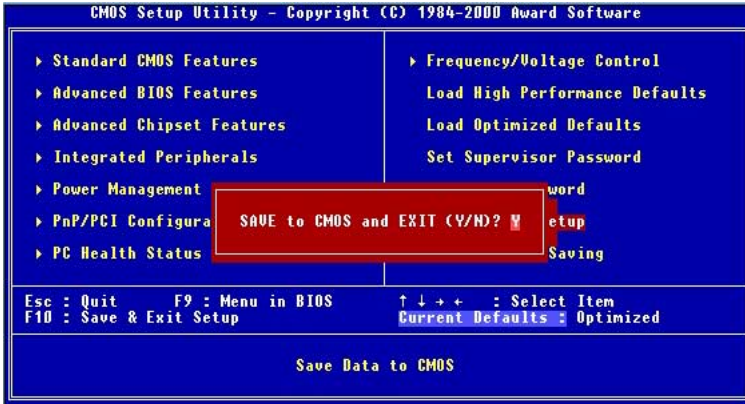 CMOS Setup Utility - Copyright (C) 1984-2000 Award Software
▸ Standard CMOS Features
▸ Advanced BIOS Features
▸ Advanced Chipset Features
▸ Integrated Peripherals
▸ Power Management
▸ PnP/PCI Configura
▸ PC Health Status
▸ Frequency/Voltage Control
Load High Performance Defaults
Load Optimized Defaults
Set Supervisor Password
word
etup
Saving
SAVE to CMOS and EXIT (Y/N)? Y
Esc : Quit F9 : Menu in BIOS ↑ ↓ → ← : Select Item
F10 : Save & Exit Setup Current Defaults : Optimized
Save Data to CMOS